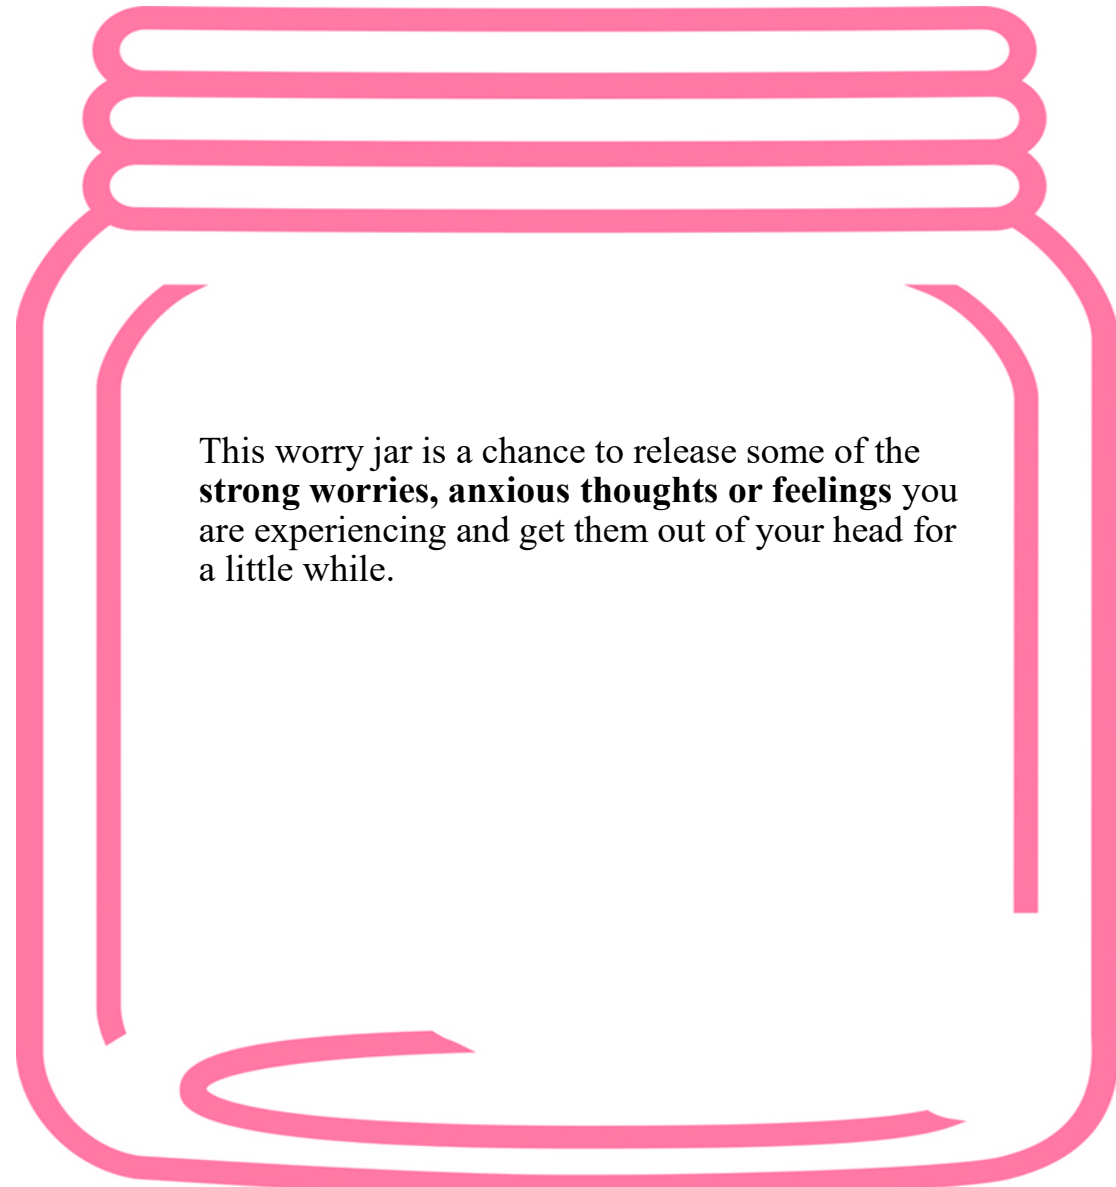 This worry jar is a chance to release some of the
strong worries, anxious thoughts or feelings you
are experiencing and get them out of your head for
a little while.